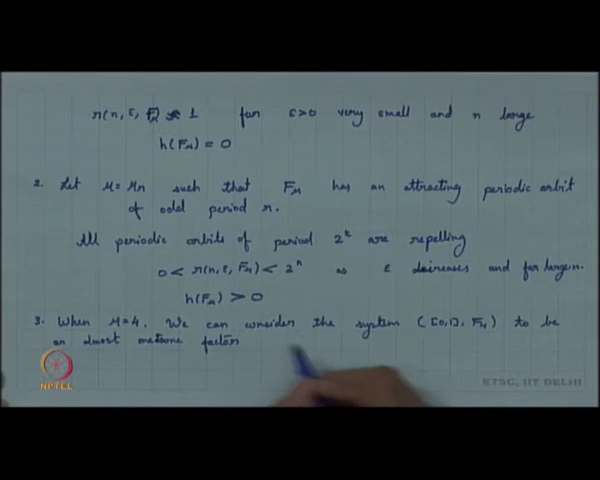 r(n, ε, F_μ) 1 for ε>0 very small and n large
h(F_μ) = 0
2. Let μ = μ_n such that F_μ has an attracting periodic orbit
of odd period n.
All periodic orbits of period 2^k are repelling
0 < r(n, ε, F_μ) < 2^n as ε decreases and for large n.
h(F_μ) > 0
3. When μ=4. We can consider the system ([0,1], F_μ) to be
an almost one-one factor
NPTEL
ETSC, IIT DELHI